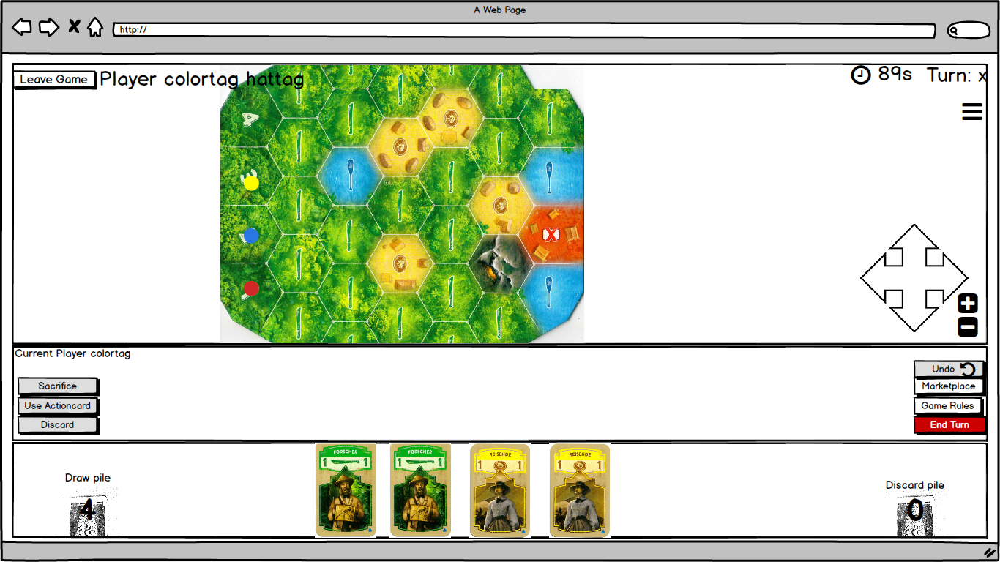 A Web Page
http://
Leave Game
Player colortag hattag
89s
Turn: x
4
3
X
Current Player colortag
Sacrifice
Use Actioncard
Discard
Undo
Marketplace
Game Rules
End Turn
Draw pile
4
FORSCHER
1 1
FORSCHER
1 1
REISENDE
1 1
REISENDE
1 1
Discard pile
0